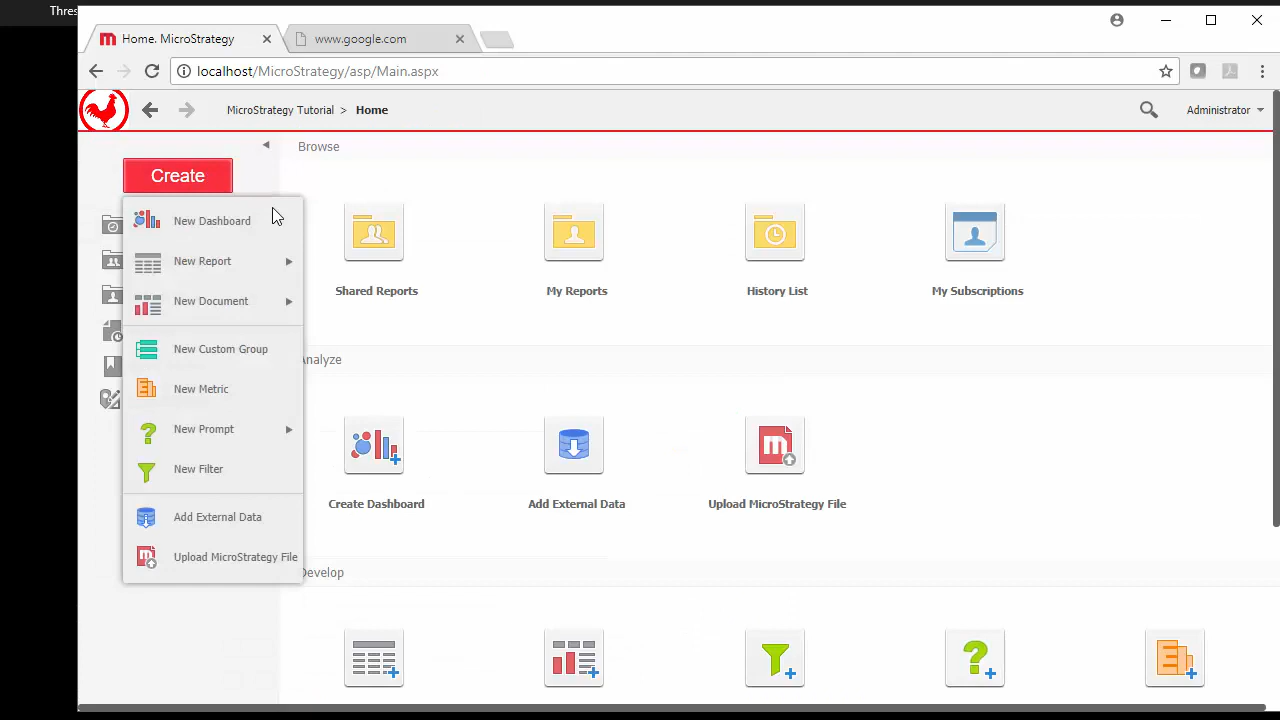 Thres
Home. MicroStrategy
www.google.com
localhost/MicroStrategy/asp/Main.aspx
MicroStrategy Tutorial > Home
Administrator
Create
New Dashboard
New Report
New Document
New Custom Group
New Metric
New Prompt
New Filter
Add External Data
Upload MicroStrategy File
Browse
Shared Reports
My Reports
History List
My Subscriptions
Analyze
Create Dashboard
Add External Data
Upload MicroStrategy File
Develop